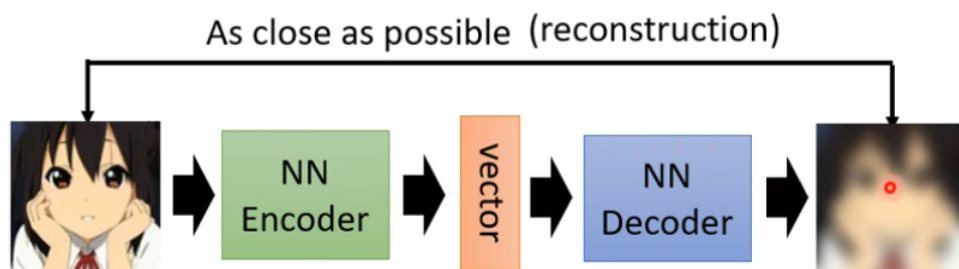 As close as possible (reconstruction)
NN
Encoder
vector
NN
Decoder